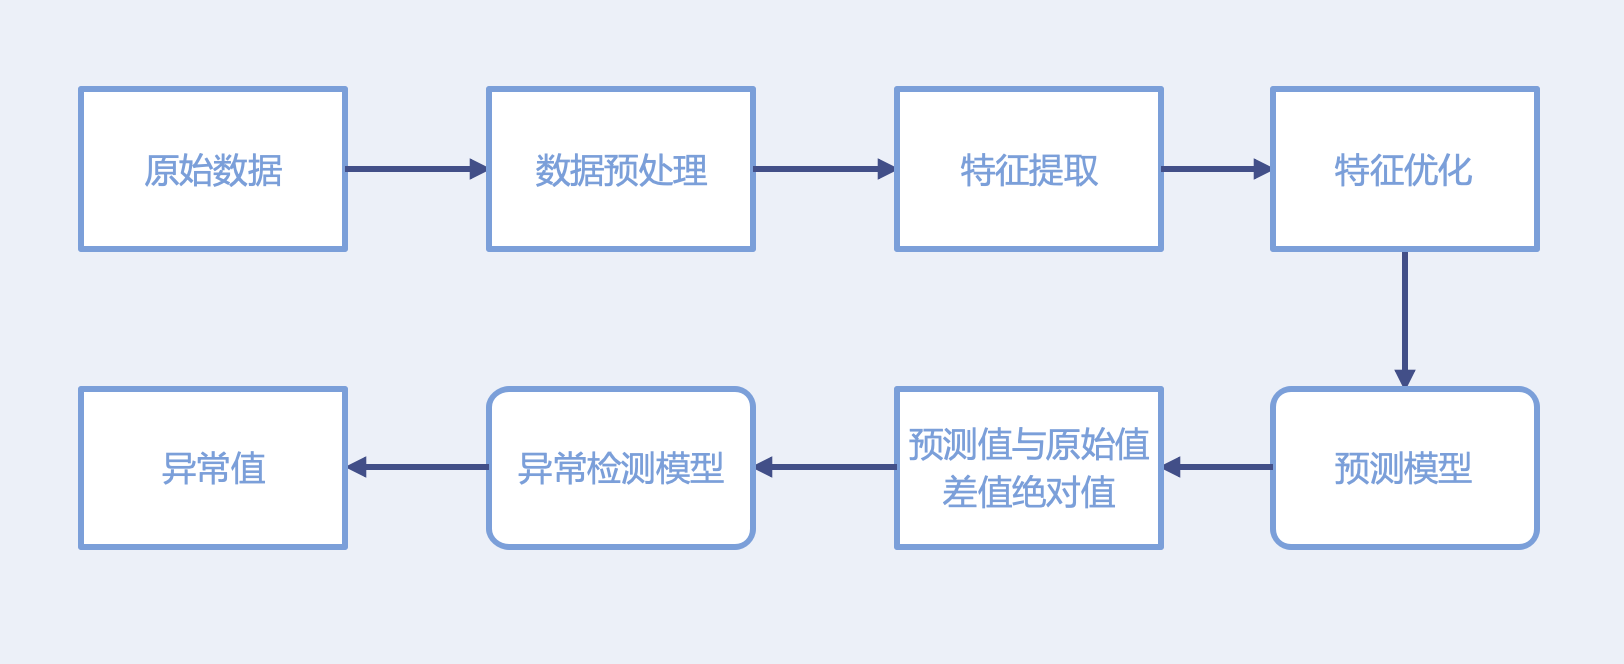 原始数据
数据预处理
特征提取
特征优化
预测模型
预测值与原始值
差值绝对值
异常检测模型
异常值